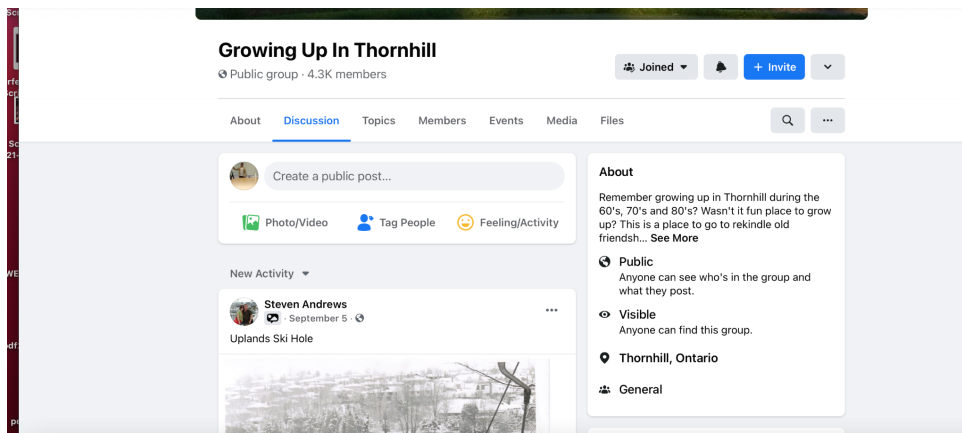 Growing Up In Thornhill
Public group · 4.3K members
Joined
+ Invite
About Discussion Topics Members Events Media Files
Create a public post...
Photo/Video Tag People Feeling/Activity
New Activity
Steven Andrews
· September 5 ·
Uplands Ski Hole
About
Remember growing up in Thornhill during the
60's, 70's and 80's? Wasn't it fun place to grow
up? This is a place to go to rekindle old
friendsh... See More
Public
Anyone can see who's in the group and
what they post.
Visible
Anyone can find this group.
Thornhill, Ontario
General